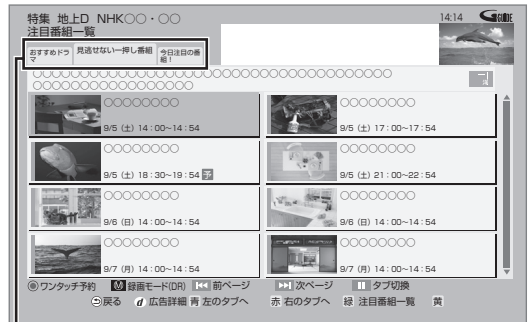 特集 地上D NHK○○・○○
14:14 GGUIDE
注目番組一覧
おすすめドラマ
見逃せない一押し番組
今日注目の番組！
○○○○○○○○○○○○○○○○○○○○○○○○○○○○○○○○○○○○
○○○○○○○○○○○○○○○○
○○○○○○○○
9/5 (土) 14：00~14：54
○○○○○○○○
9/5 (土) 17：00~17：54
○○○○○○○○
9/5 (土) 18：30~19：54 予
○○○○○○○○
9/5 (土) 21：00~22：54
○○○○○○○○
9/6 (日) 14：00~14：54
○○○○○○○○
9/6 (日) 14：00~14：54
○○○○○○○○
9/7 (月) 14：00~14：54
○○○○○○○○
9/7 (月) 14：00~14：54
ワンタッチ予約 M 録画モード(DR) 前ページ 次ページ タブ切換
戻る d 広告詳細 青 左のタブへ 赤 右のタブへ 緑 注目番組一覧 黄